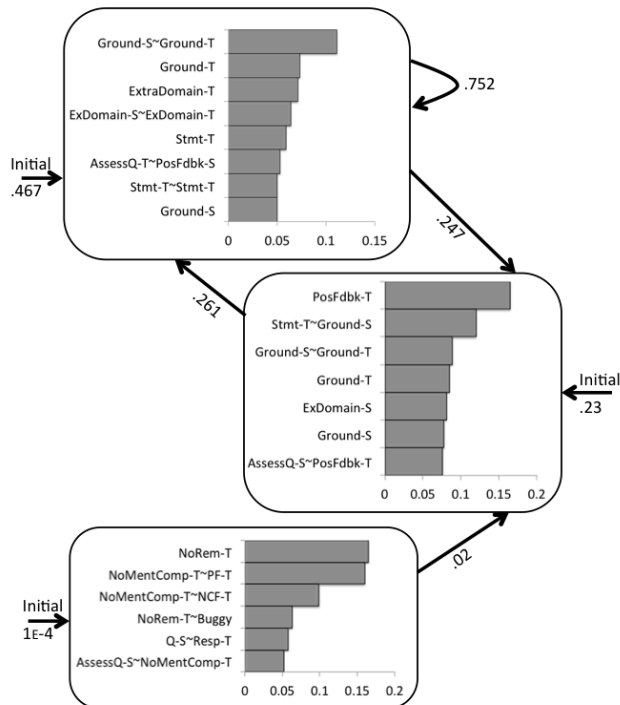 Ground-S~Ground-T
Ground-T
ExtraDomain-T
ExDomain-S~ExDomain-T
Stmt-T
AssessQ-T~PosFdbk-S
Stmt-T~Stmt-T
Ground-S
0 0.05 0.1 0.15
.752
Initial
.467
.247
.261
PosFdbk-T
Stmt-T~Ground-S
Ground-S~Ground-T
Ground-T
ExDomain-S
Ground-S
AssessQ-S~PosFdbk-T
0 0.05 0.1 0.15 0.2
Initial
.23
.02
NoRem-T
NoMentComp-T~PF-T
NoMentComp-T~NCF-T
NoRem-T~Buggy
Q-S~Resp-T
AssessQ-S~NoMentComp-T
0 0.05 0.1 0.15 0.2
Initial
1E-4